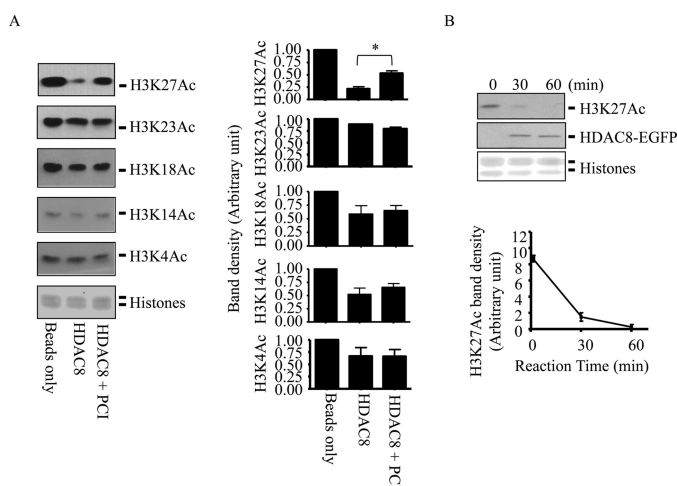 A
H3K27Ac
H3K23Ac
H3K18Ac
H3K14Ac
H3K4Ac
Histones
Beads only
HDAC8
HDAC8 + PCI
Band density (Arbitrary unit)
H3K27Ac
1.00
0.75
0.50
0.25
0.00
*
H3K23Ac
1.00
0.75
0.50
0.25
0.00
H3K18Ac
1.00
0.75
0.50
0.25
0.00
H3K14Ac
1.00
0.75
0.50
0.25
0.00
H3K4Ac
1.00
0.75
0.50
0.25
0.00
Beads only
HDAC8
HDAC8 + PC
B
0 30 60 (min)
H3K27Ac
HDAC8-EGFP
Histones
H3K27Ac band density
(Arbitrary unit)
12
10
8
6
4
2
0
0 30 60
Reaction Time (min)